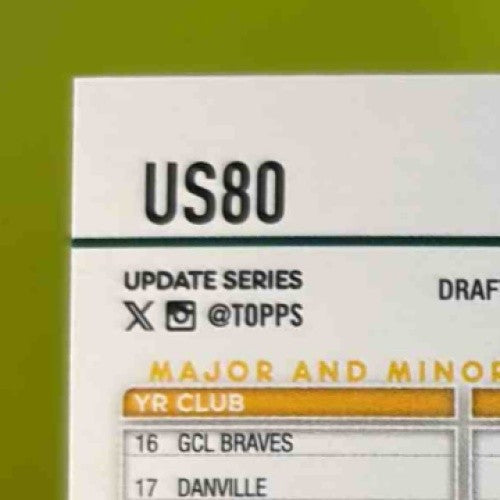 US80
UPDATE SERIES
DRAF
X @TOPPS
MAJOR AND MINOR
YR CLUB
16 GCL BRAVES
17 DANVILLE